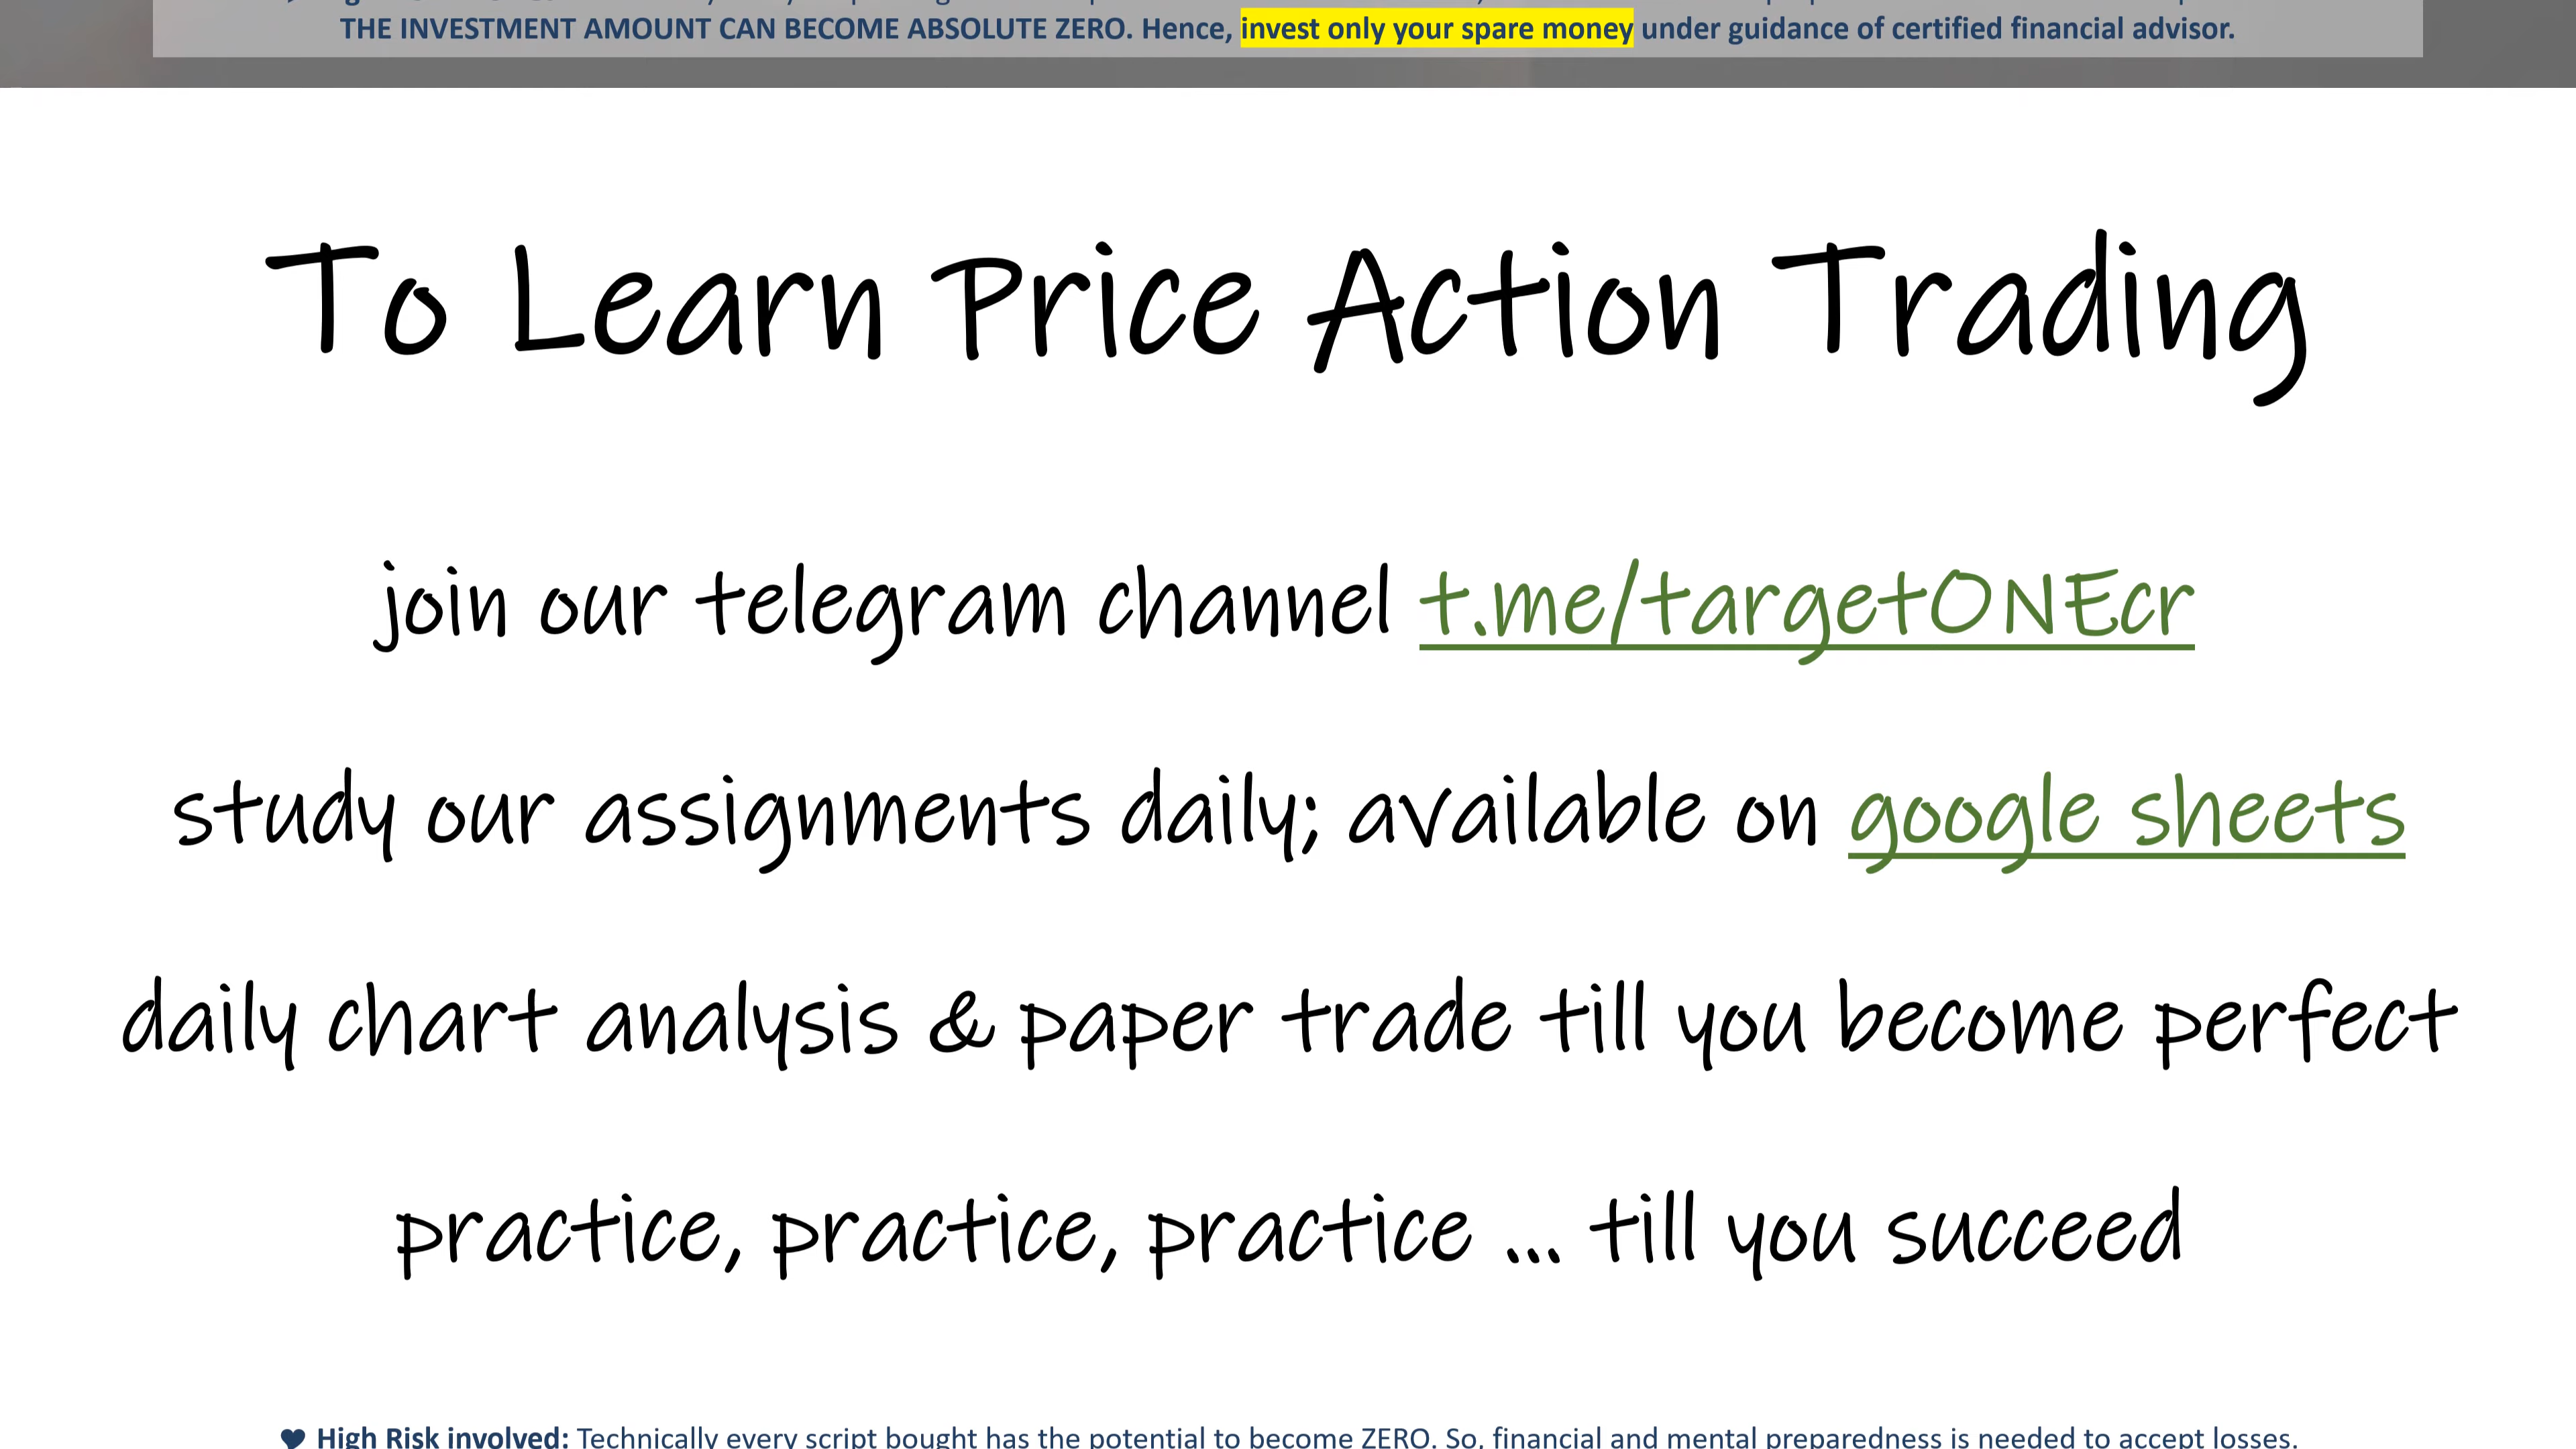 THE INVESTMENT AMOUNT CAN BECOME ABSOLUTE ZERO. Hence, invest only your spare money under guidance of certified financial advisor.
To Learn Price Action Trading
join our telegram channel t.me/targetONEcr
study our assignments daily; available on google sheets
daily chart analysis & paper trade till you become perfect
practice, practice, practice ... till you succeed
♥ High Risk involved: Technically every script bought has the potential to become ZERO. So, financial and mental preparedness is needed to accept losses.